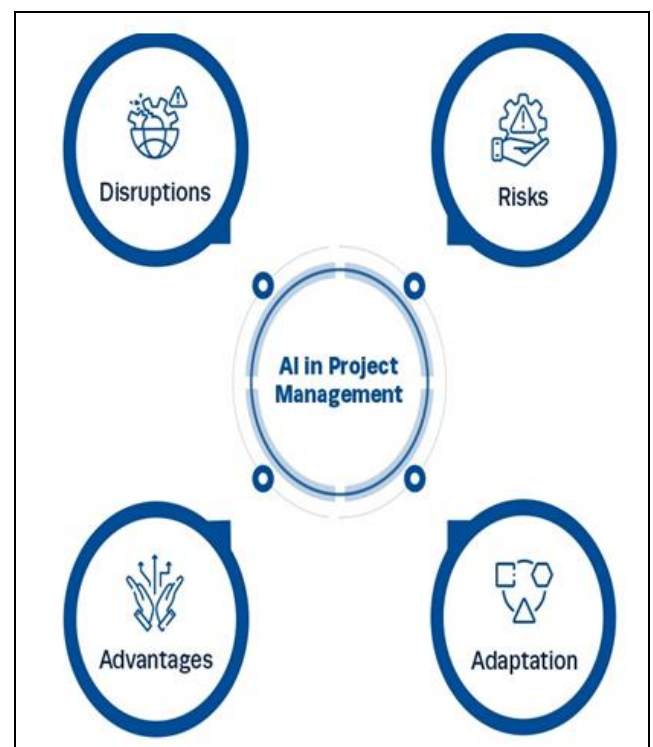 Disruptions
Risks
AI in Project
Management
Advantages
Adaptation